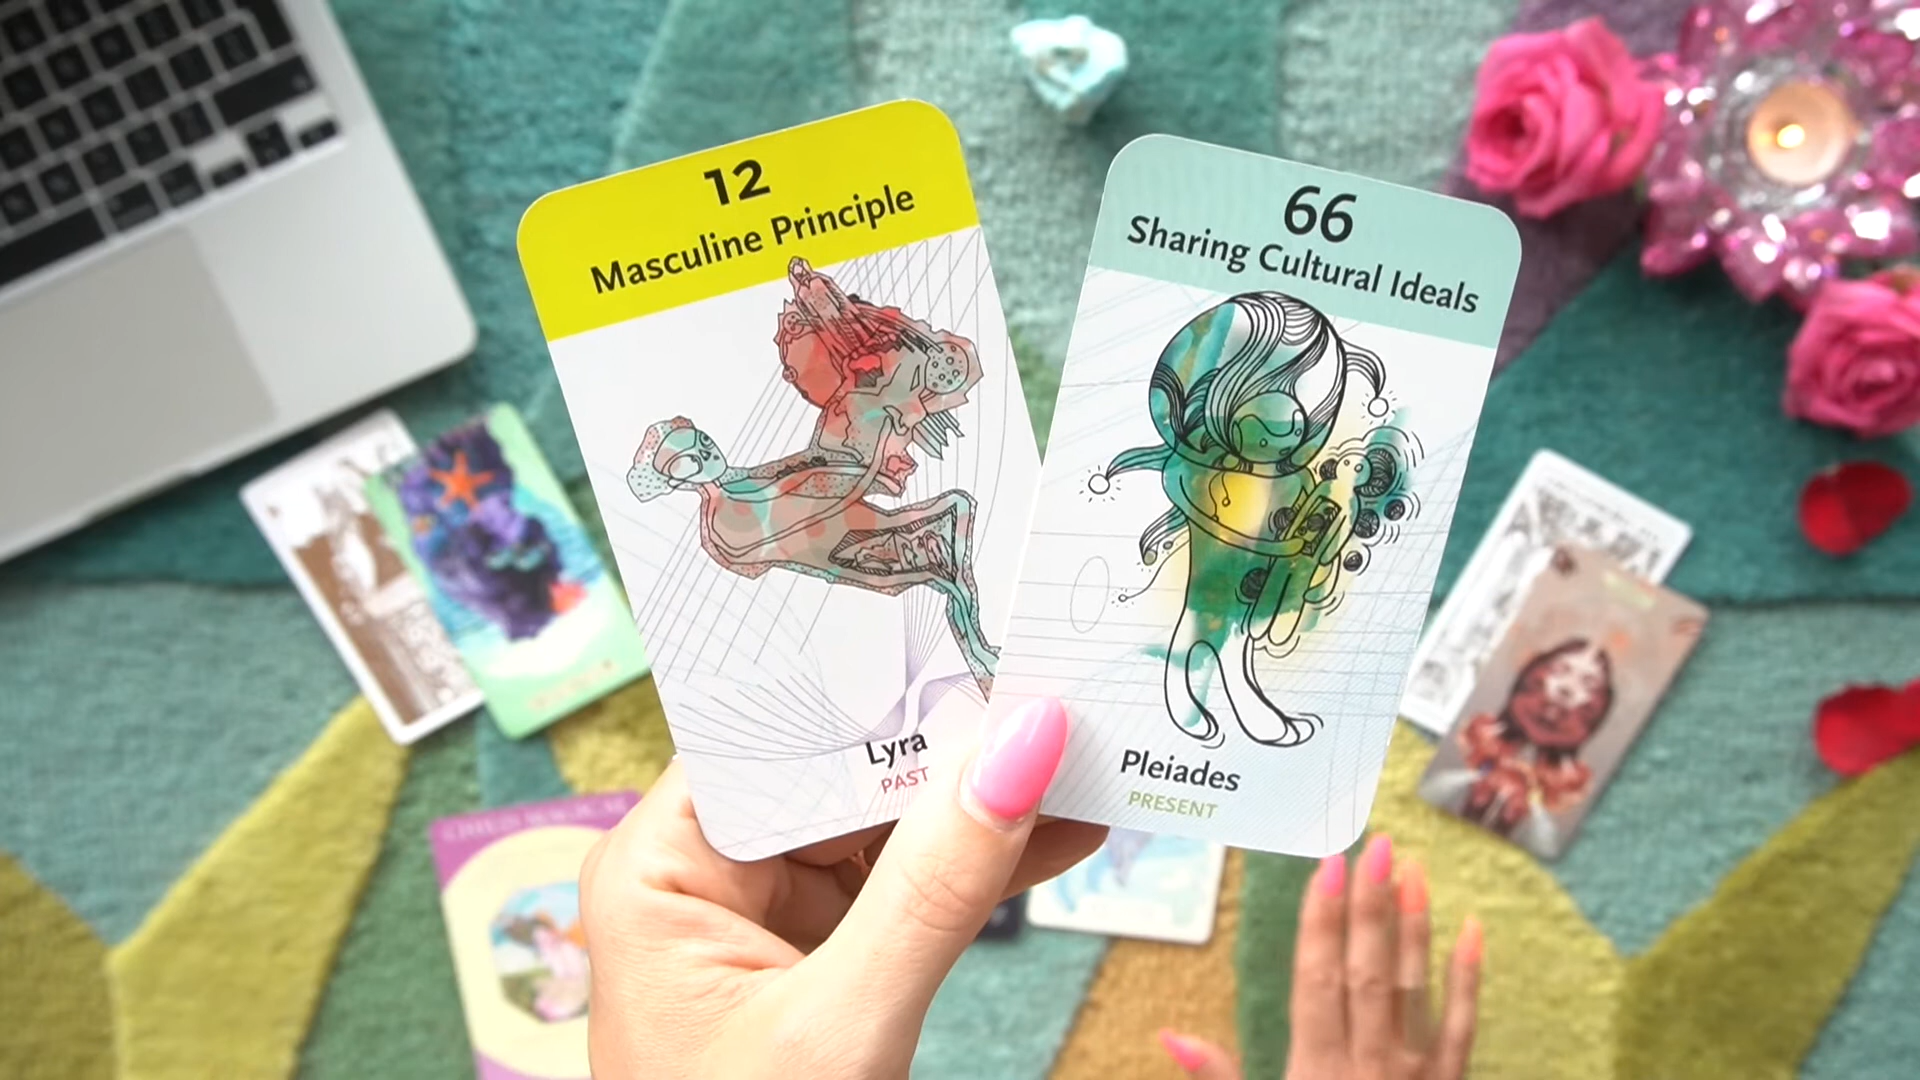 12
Masculine Principle
Lyra
PAST
66
Sharing Cultural Ideals
Pleiades
PRESENT